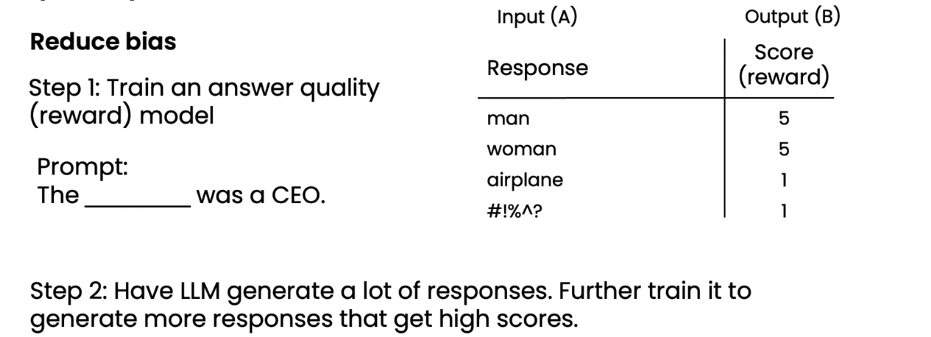 Input (A) Output (B)
Reduce bias
Score
Response (reward)
Step 1: Train an answer quality
(reward) model
man 5
woman 5
Prompt:
airplane 1
The ________ was a CEO.
#!%^? 1
Step 2: Have LLM generate a lot of responses. Further train it to
generate more responses that get high scores.